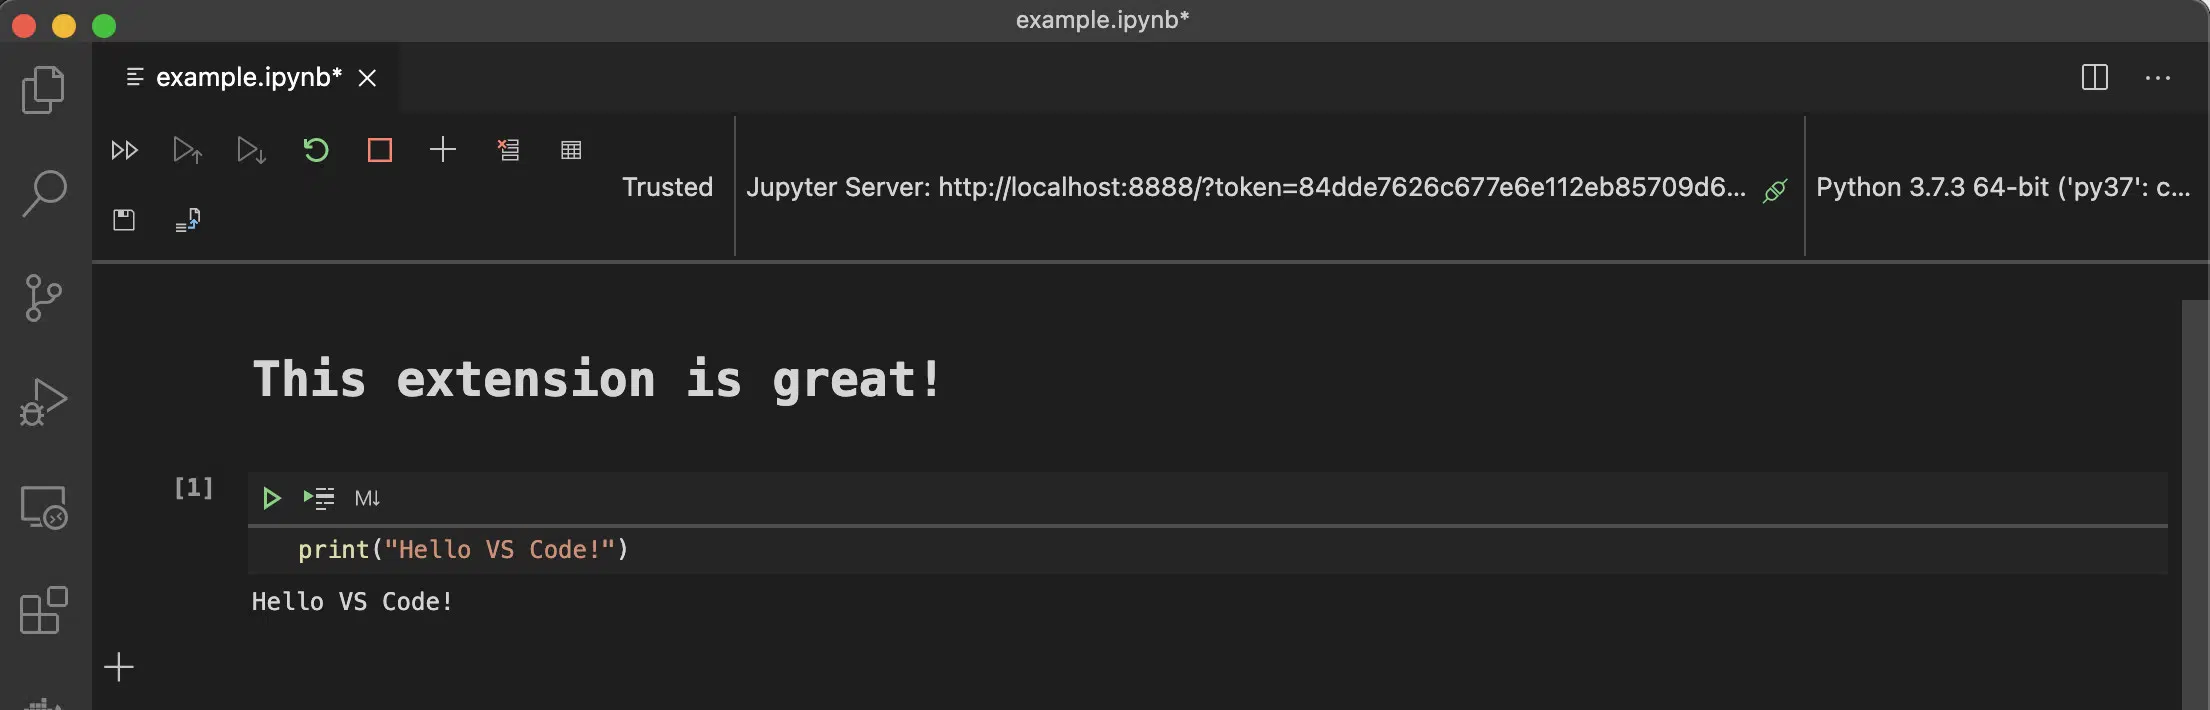 example.ipynb*
example.ipynb*
Trusted
Jupyter Server: http://localhost:8888/?token=84dde7626c677e6e112eb85709d6...
Python 3.7.3 64-bit ('py37': c...
This extension is great!
[1]
M↓
print("Hello VS Code!")
Hello VS Code!